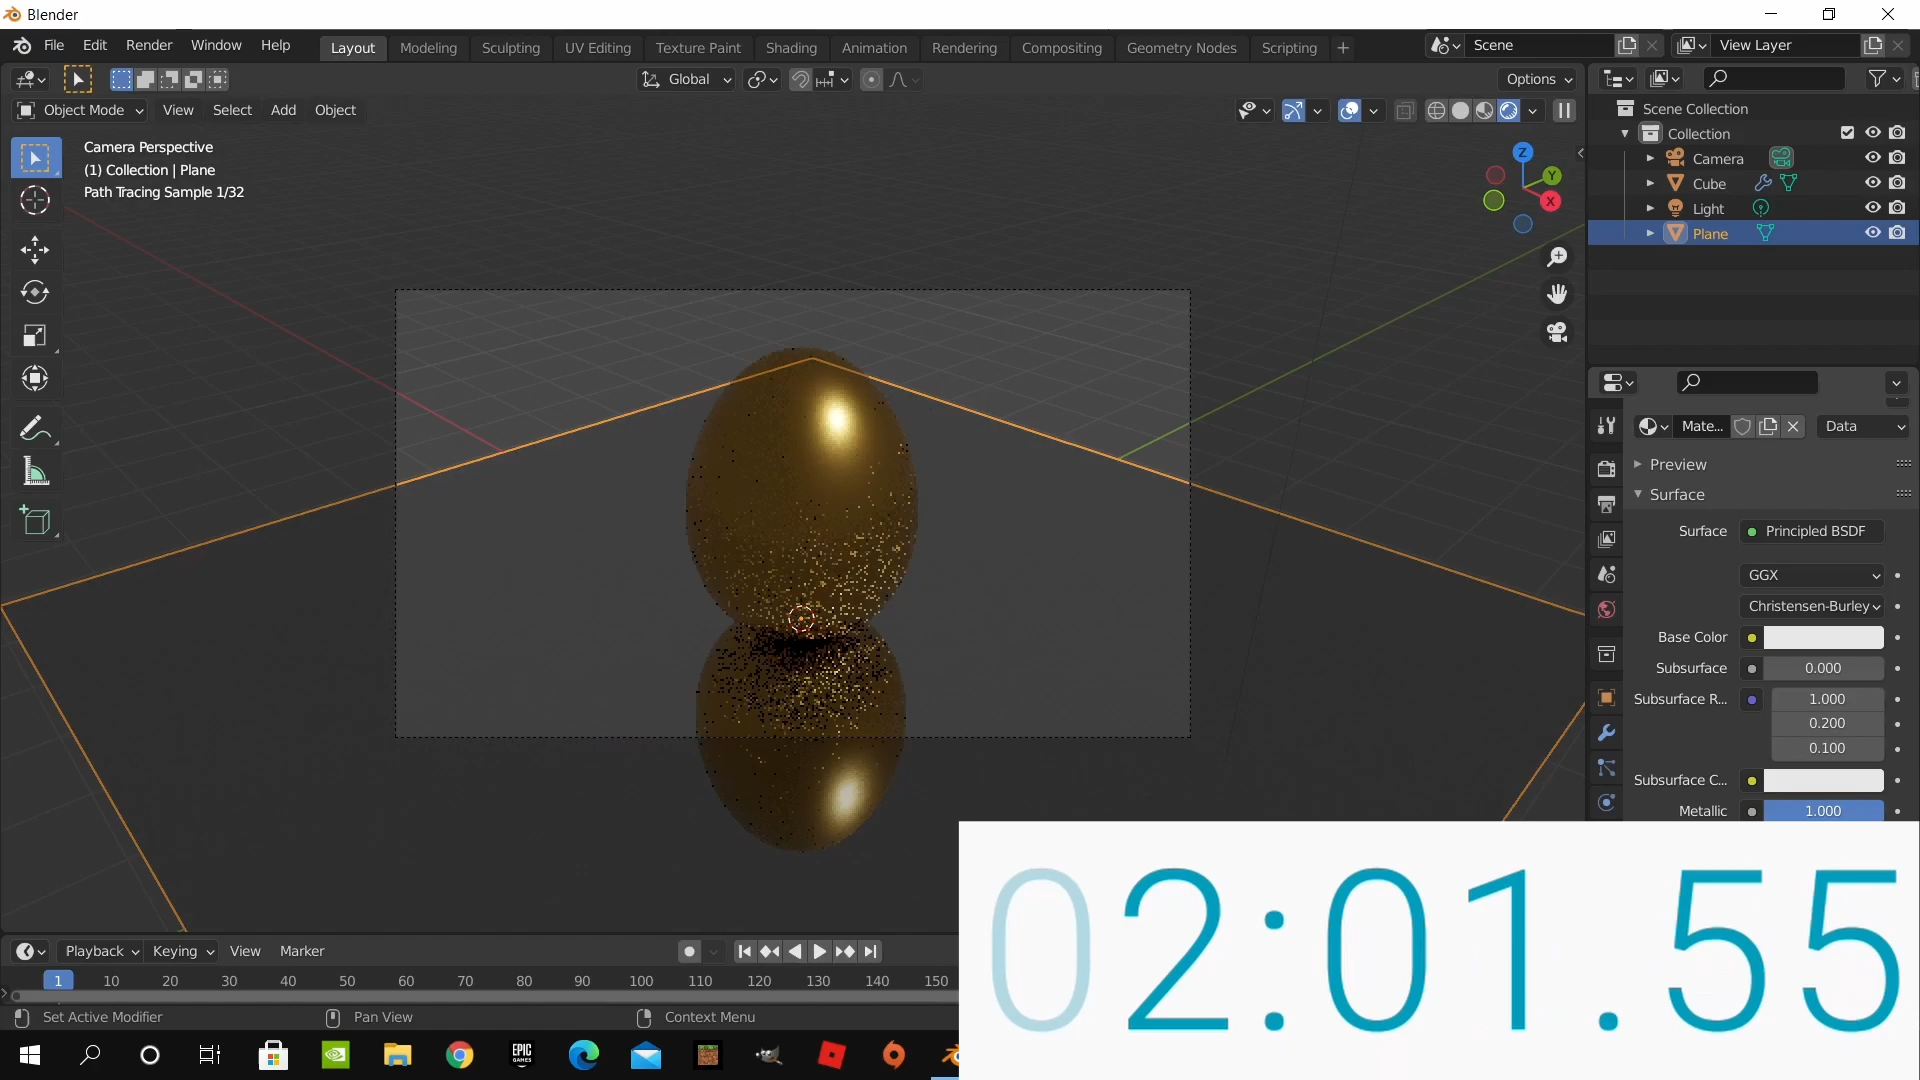 Blender
File Edit Render Window Help Layout Modeling Sculpting UV Editing Texture Paint Shading Animation Rendering Compositing Geometry Nodes Scripting + Scene View Layer
Global Options
Object Mode View Select Add Object
Camera Perspective
(1) Collection | Plane
Path Tracing Sample 1/32
Z
Y
X
Scene Collection
Collection
Camera
Cube
Light
Plane
Mate... Data
Preview
Surface
Surface Principled BSDF
GGX
Christensen-Burley
Base Color
Subsurface 0.000
Subsurface R... 1.000
0.200
0.100
Subsurface C...
Metallic 1.000
02:01.55
Playback Keying View Marker
1 10 20 30 40 50 60 70 80 90 100 110 120 130 140 150
Set Active Modifier Pan View Context Menu
EPIC
GAMES